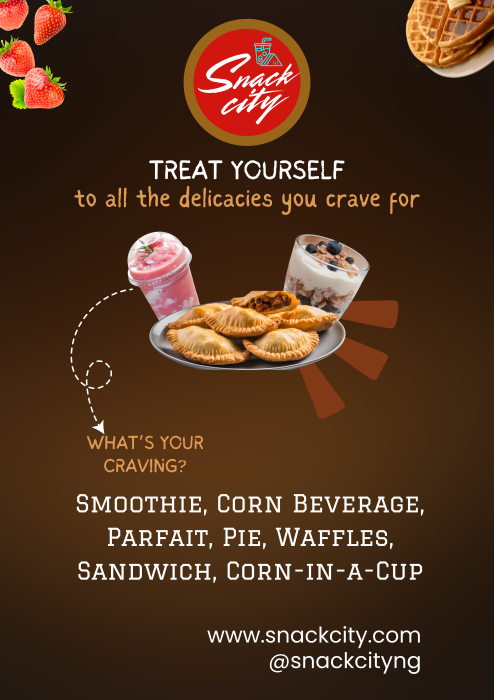 Snack
city
TREAT YOURSELF
to all the delicacies you crave for
WHAT'S YOUR
CRAVING?
Smoothie, Corn Beverage,
Parfait, Pie, Waffles,
Sandwich, Corn-in-a-Cup
www.snackcity.com
@snackcityng